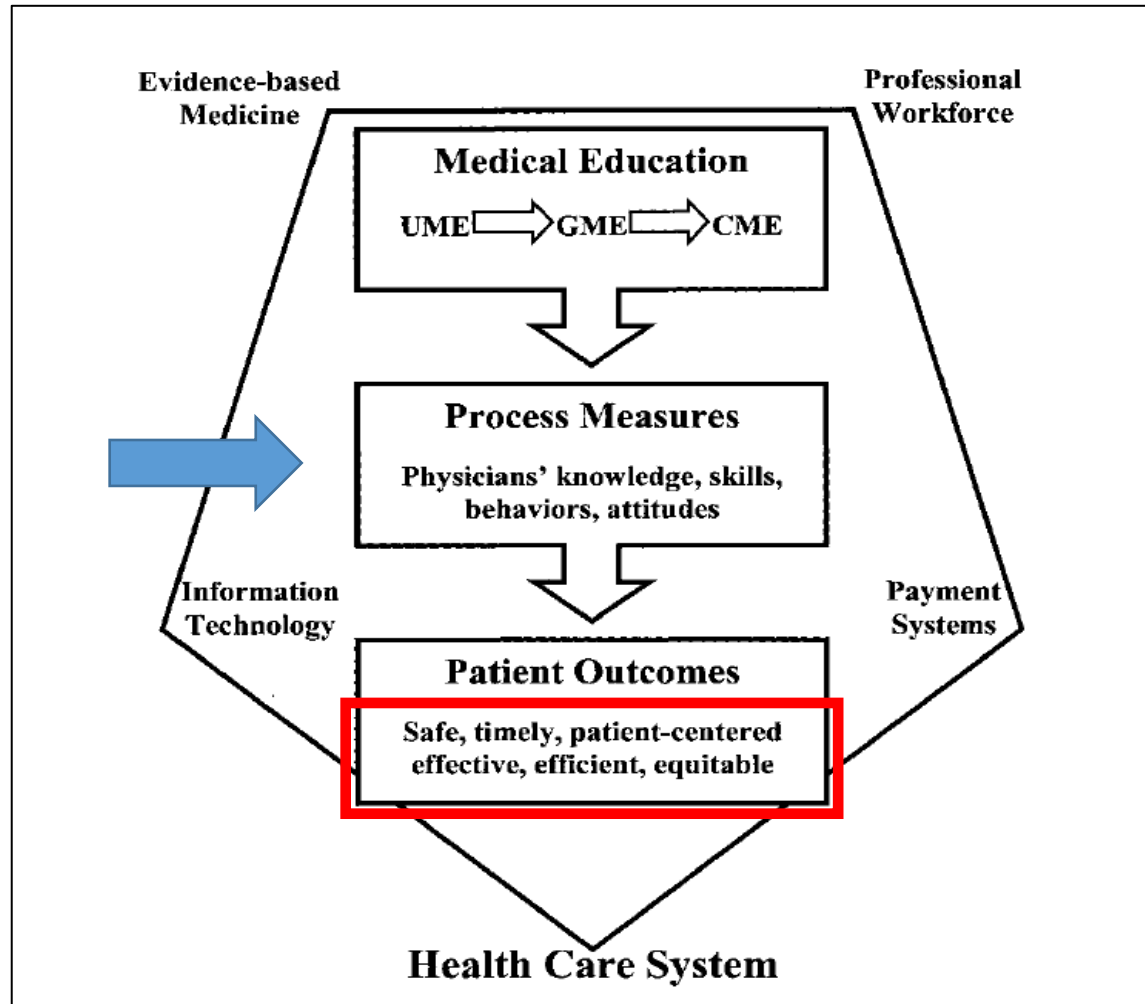 Evidence-based
Medicine
Professional
Workforce
Medical Education
UME GME CME
Process Measures
Physicians' knowledge, skills,
behaviors, attitudes
Information
Technology
Payment
Systems
Patient Outcomes
Safe, timely, patient-centered
effective, efficient, equitable
Health Care System